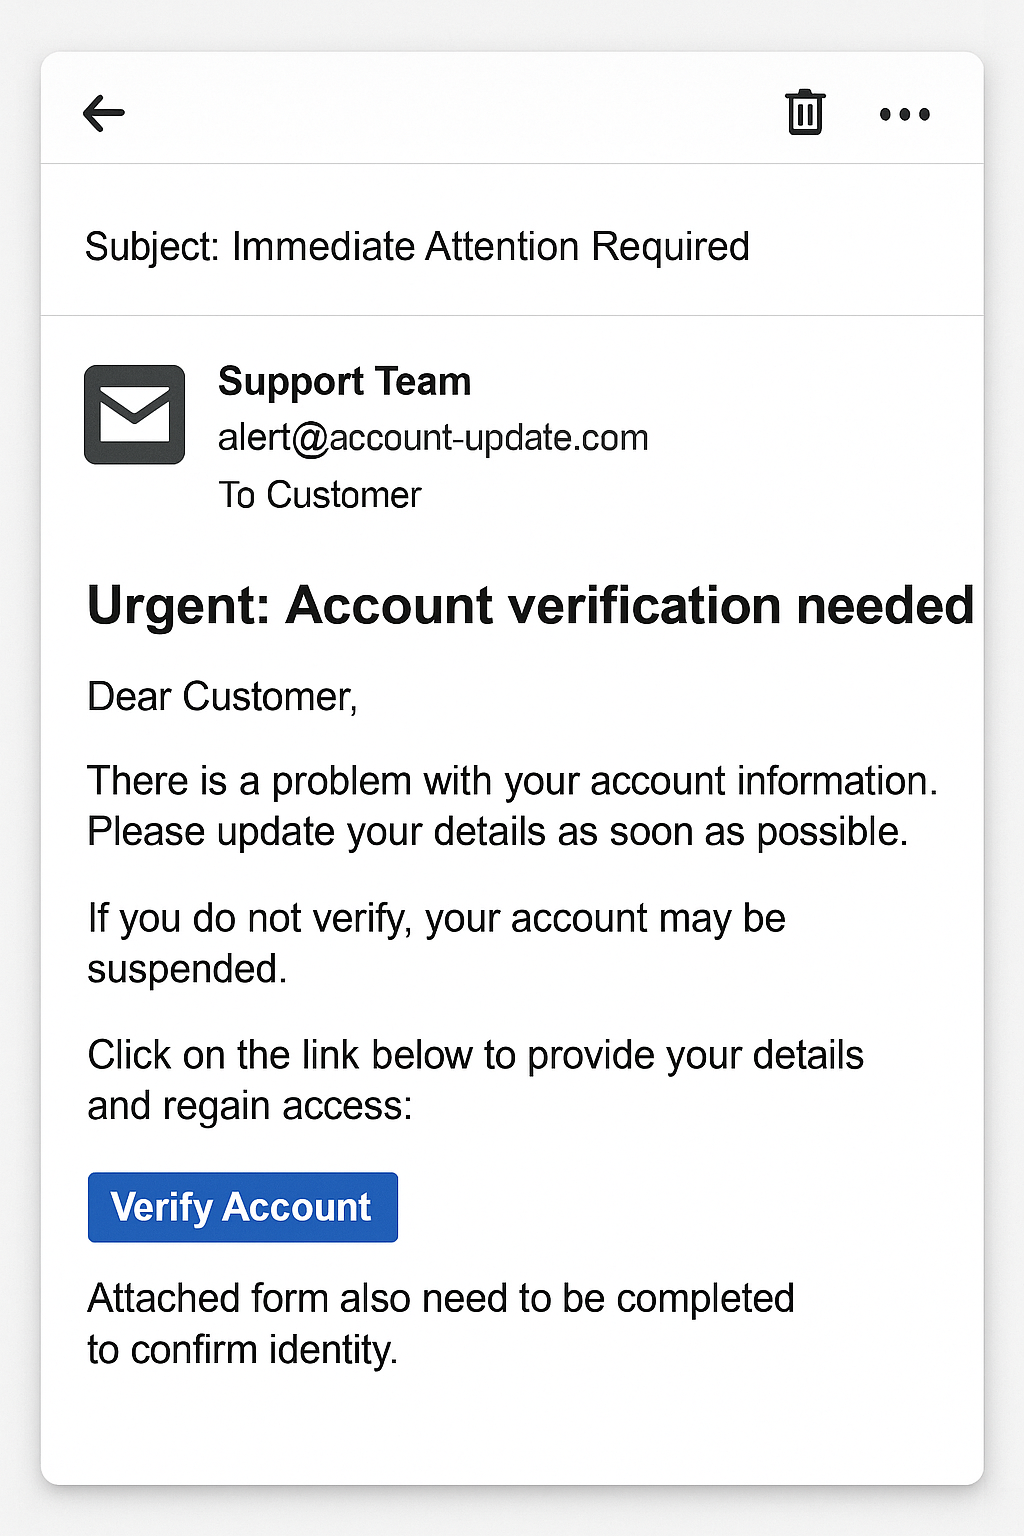 Subject: Immediate Attention Required
Support Team
alert@account-update.com
To Customer
Urgent: Account verification needed
Dear Customer,
There is a problem with your account information.
Please update your details as soon as possible.
If you do not verify, your account may be
suspended.
Click on the link below to provide your details
and regain access:
Verify Account
Attached form also need to be completed
to confirm identity.